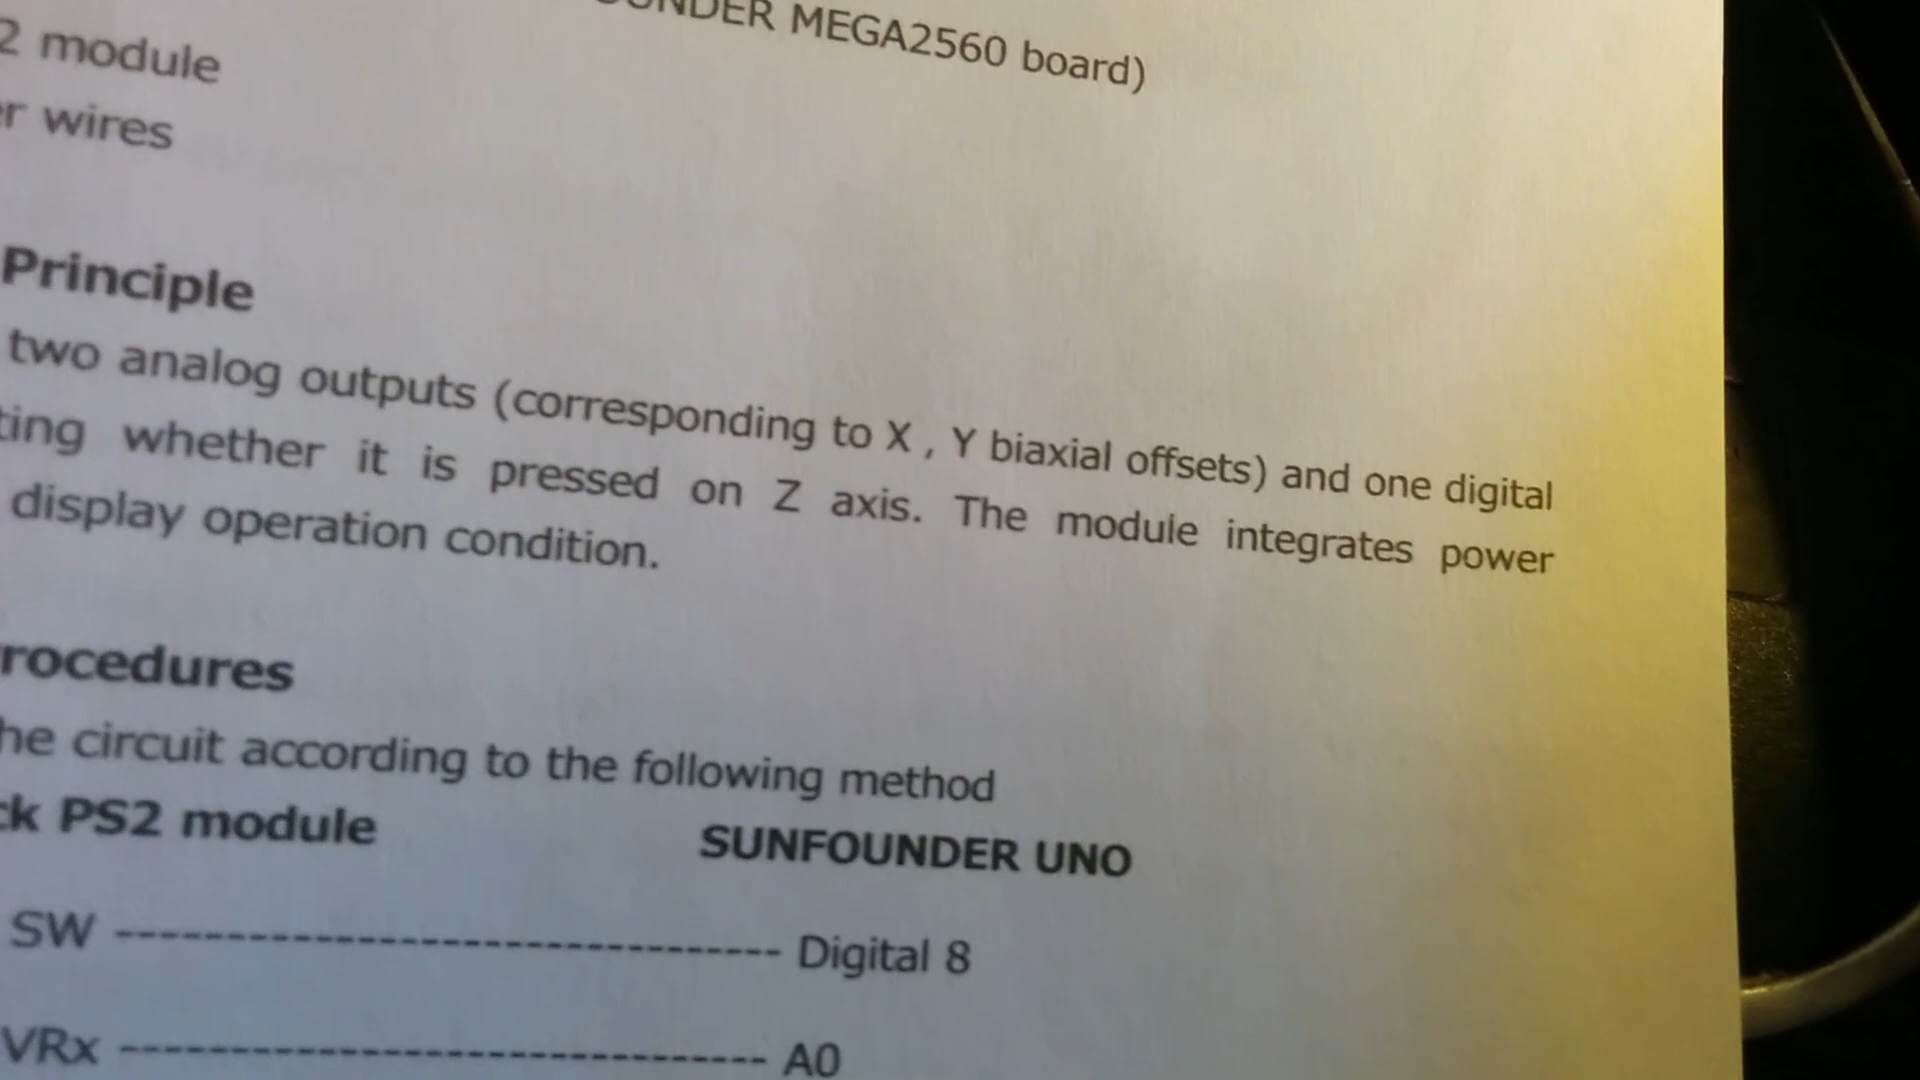 MEGA2560 board)
2 module
wires
Principle
two analog outputs (corresponding to X , Y biaxial offsets) and one digital
whether it is pressed on Z axis. The module integrates power
display operation condition.
rocedures
he circuit according to the following method
ck PS2 module SUNFOUNDER UNO
SW ------------------------------ Digital 8
VRx ----------------------------- A0